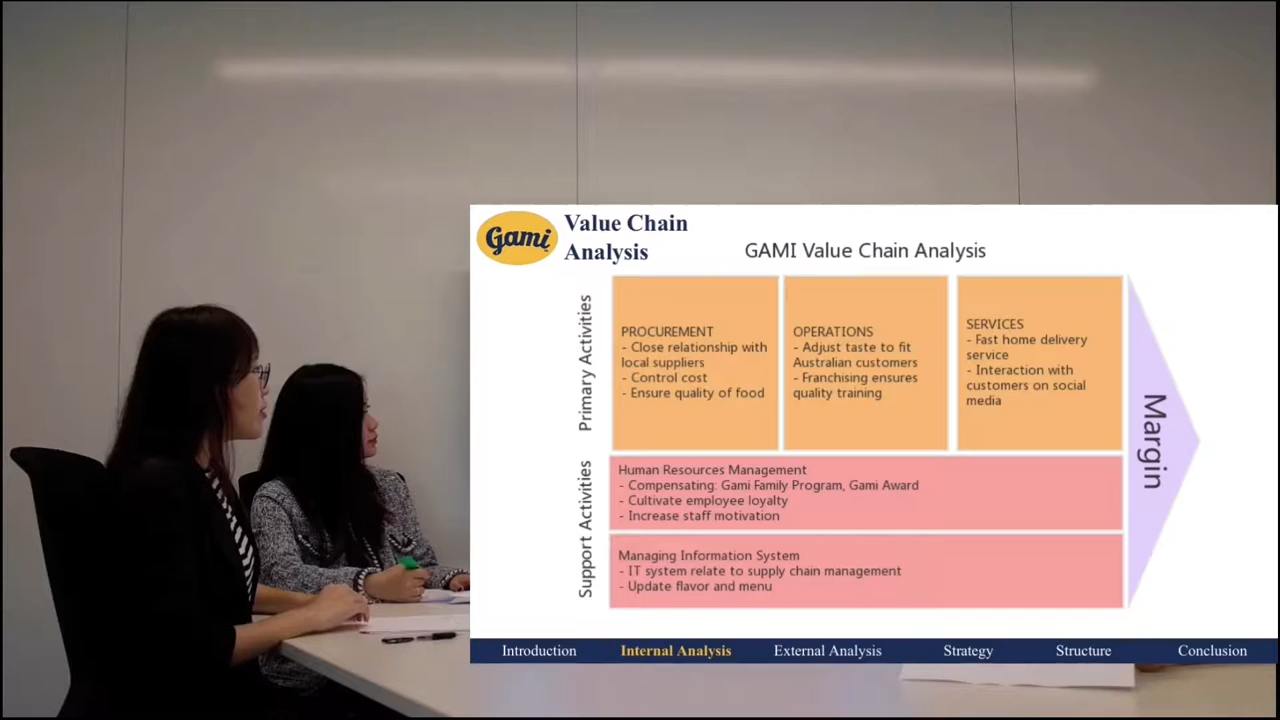 Gami
Value Chain
Analysis
GAMI Value Chain Analysis
Primary Activities
PROCUREMENT
- Close relationship with
local suppliers
- Control cost
- Ensure quality of food
OPERATIONS
- Adjust taste to fit
Australian customers
- Franchising ensures
quality training
SERVICES
- Fast home delivery
service
- Interaction with
customers on social
media
Support Activities
Human Resources Management
- Compensating: Gami Family Program, Gami Award
- Cultivate employee loyalty
- Increase staff motivation
Managing Information System
- IT system relate to supply chain management
- Update flavor and menu
Margin
Introduction
Internal Analysis
External Analysis
Strategy
Structure
Conclusion